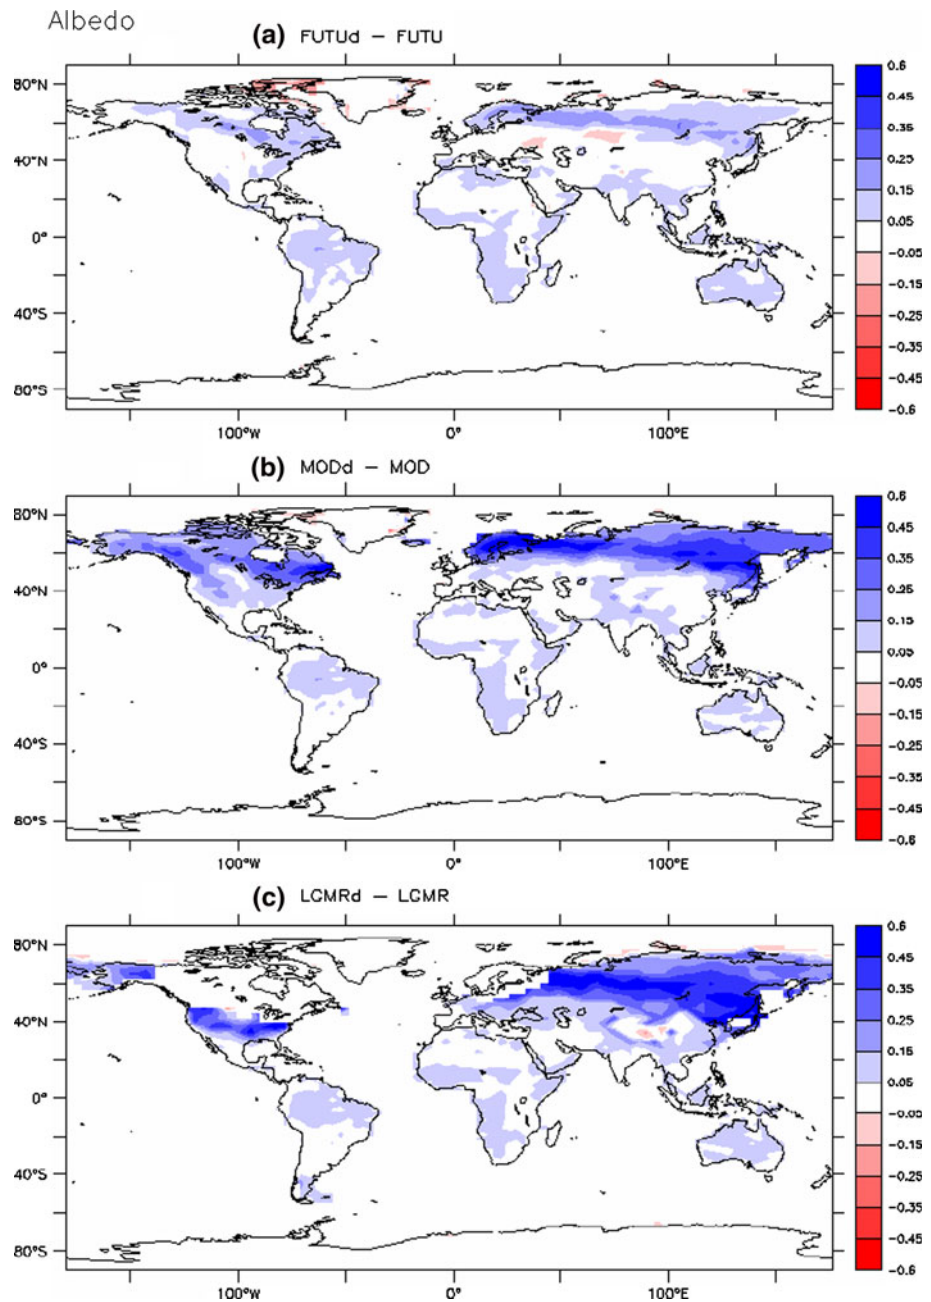 Albedo
(a) FUTUd – FUTU
80°N
40°N
0°
40°S
80°S
100°W 0° 100°E
0.6
0.45
0.35
0.25
0.15
0.05
-0.05
-0.15
-0.25
-0.35
-0.45
-0.6
(b) MODd – MOD
80°N
40°N
0°
40°S
80°S
100°W 0° 100°E
0.6
0.45
0.35
0.25
0.15
0.05
-0.05
-0.15
-0.25
-0.35
-0.45
-0.6
(c) LGMRd – LGMR
80°N
40°N
0°
40°S
80°S
100°W 0° 100°E
0.6
0.45
0.35
0.25
0.15
0.05
-0.05
-0.15
-0.25
-0.35
-0.45
-0.6